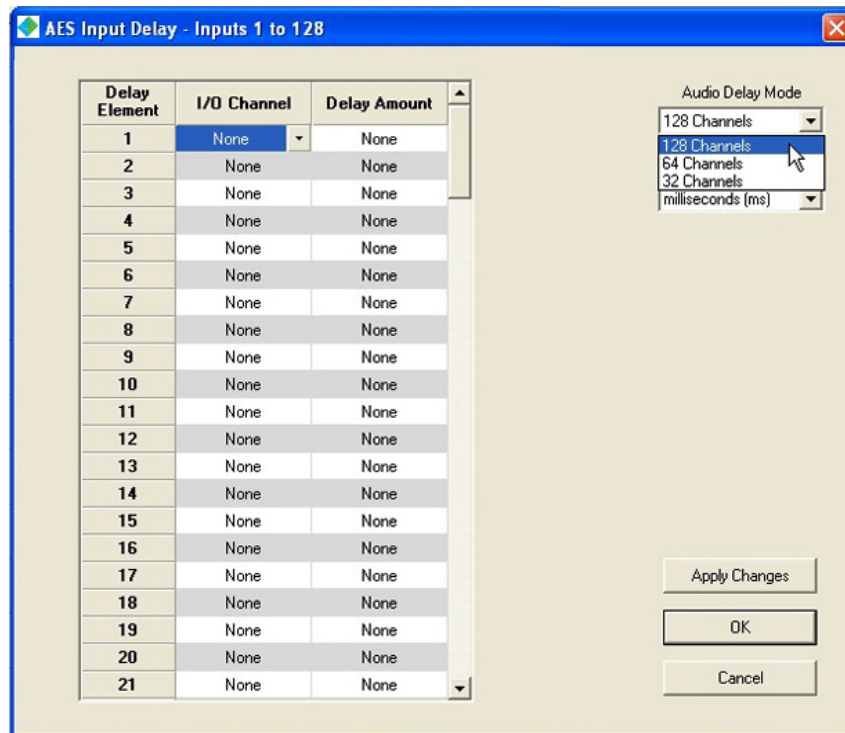 AES Input Delay - Inputs 1 to 128
Delay Element I/O Channel Delay Amount
1 None None
2 None None
3 None None
4 None None
5 None None
6 None None
7 None None
8 None None
9 None None
10 None None
11 None None
12 None None
13 None None
14 None None
15 None None
16 None None
17 None None
18 None None
19 None None
20 None None
21 None None
Audio Delay Mode
128 Channels
128 Channels
64 Channels
32 Channels
milliseconds (ms)
Apply Changes
OK
Cancel